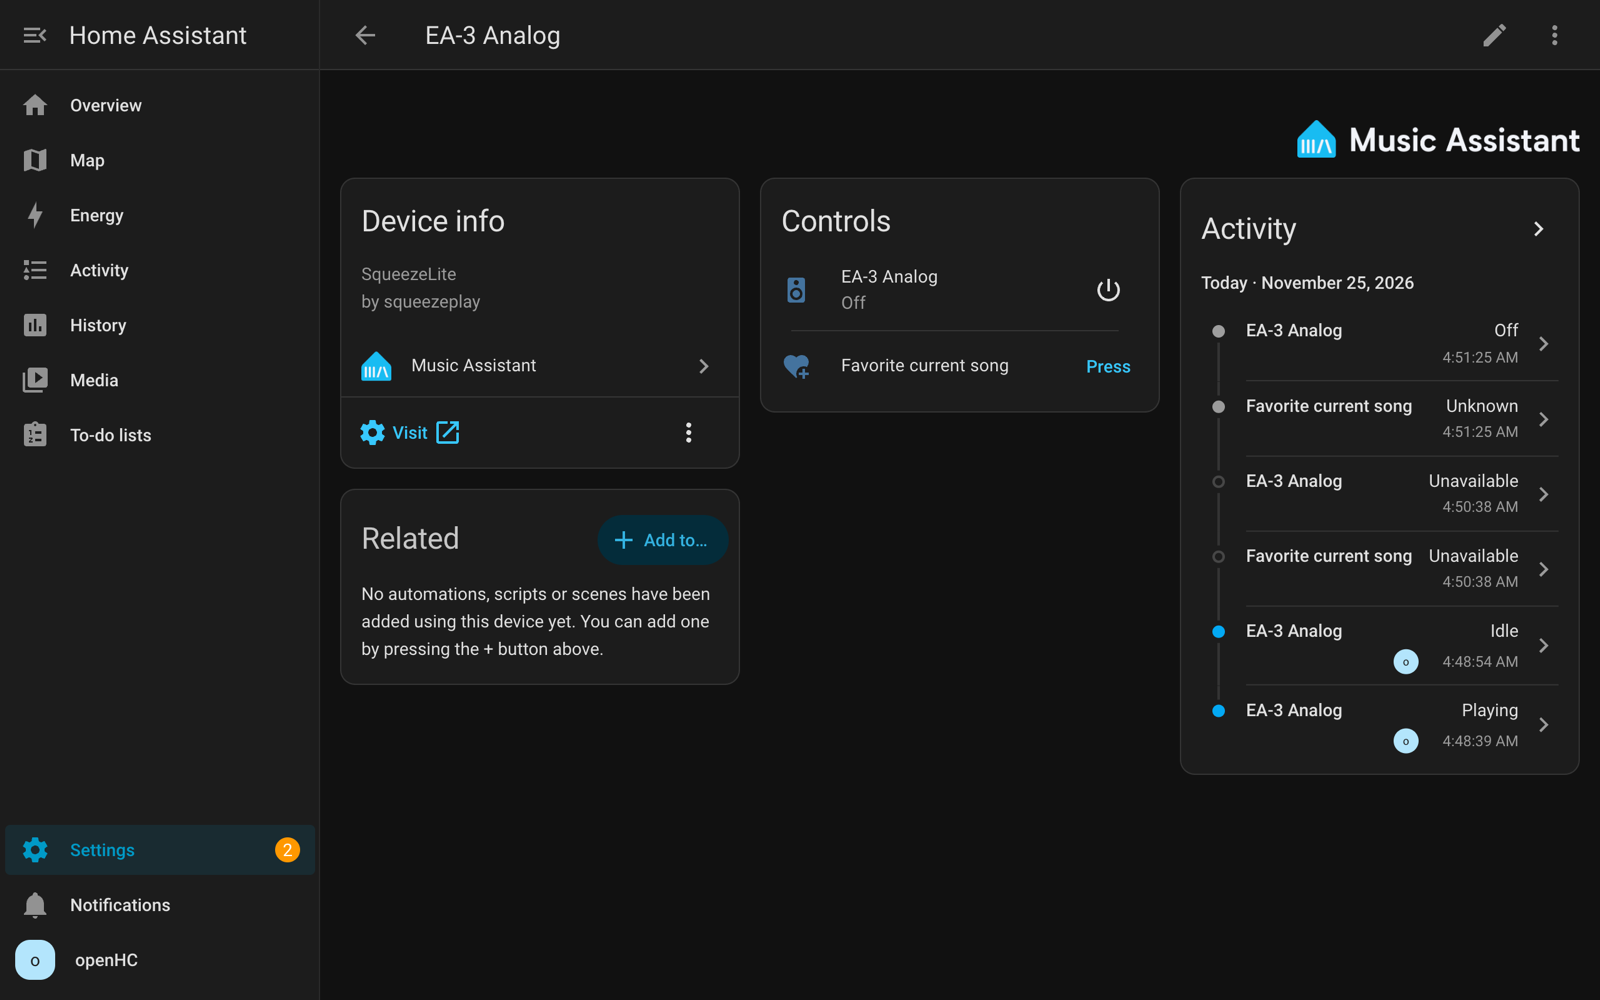 Home Assistant
EA-3 Analog
Overview
Map
Energy
Activity
History
Media
To-do lists
Settings
2
Notifications
o
openHC
Music Assistant
Device info
SqueezeLite
by squeezeplay
Music Assistant
Visit
Related
Add to...
No automations, scripts or scenes have been
added using this device yet. You can add one
by pressing the + button above.
Controls
EA-3 Analog
Off
Favorite current song
Press
Activity
Today · November 25, 2026
EA-3 Analog Off
4:51:25 AM
Favorite current song Unknown
4:51:25 AM
EA-3 Analog Unavailable
4:50:38 AM
Favorite current song Unavailable
4:50:38 AM
EA-3 Analog Idle
o 4:48:54 AM
EA-3 Analog Playing
o 4:48:39 AM